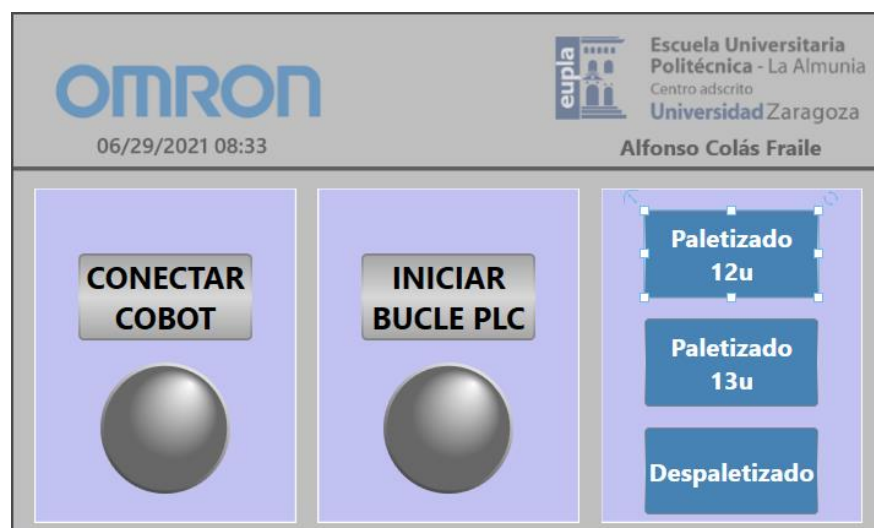 OMRON
06/29/2021 08:33
eupla
Escuela Universitaria
Politécnica - La Almunia
Centro adscrito
Universidad Zaragoza
Alfonso Colás Fraile
CONECTAR
COBOT
INICIAR
BUCLE PLC
Paletizado
12u
Paletizado
13u
Despaletizado